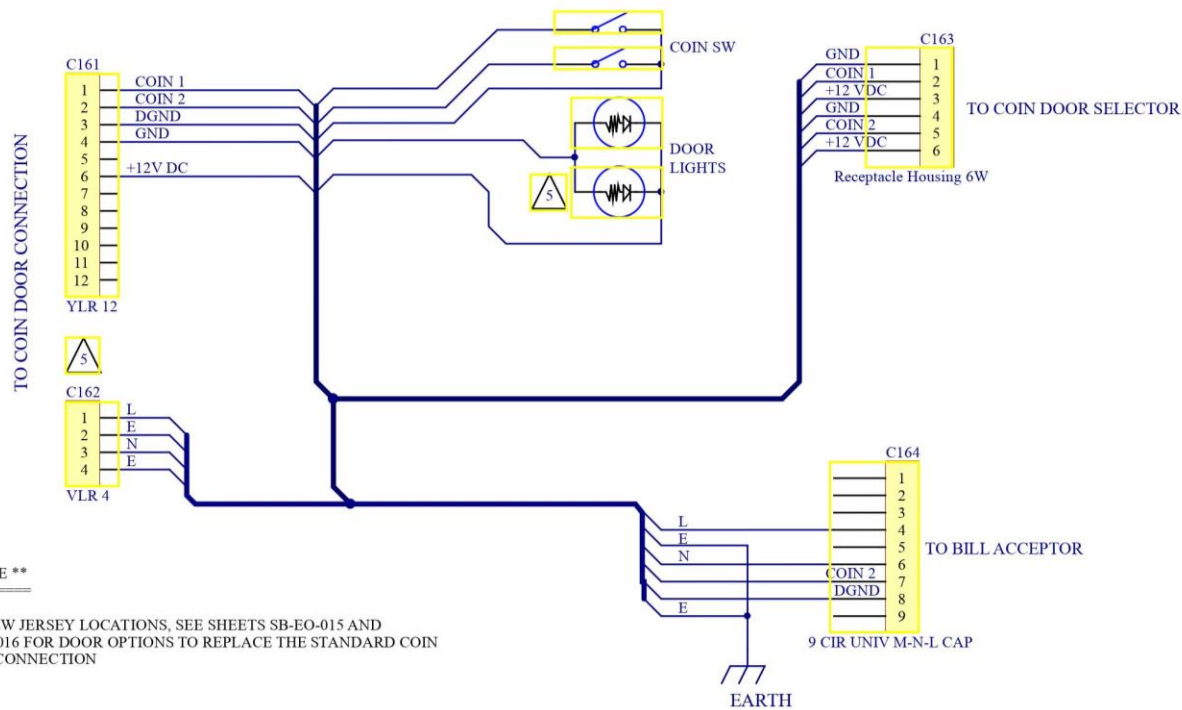 C161
1 COIN 1
2 COIN 2
3 DGND
4 GND
5
6 +12V DC
7
8
9
10
11
12
YLR 12
TO COIN DOOR CONNECTION
5
C162
1 L
2 E
3 N
4 E
VLR 4
COIN SW
DOOR
LIGHTS
5
C163
GND 1
COIN 1 2
+12 VDC 3
GND 4
COIN 2 5
+12 VDC 6
Receptacle Housing 6W
TO COIN DOOR SELECTOR
C164
1
2
3
L 4
E 5
N 6
COIN 2 7
DGND 8
E 9
9 CIR UNIV M-N-L CAP
TO BILL ACCEPTOR
EARTH
E **
====
W JERSEY LOCATIONS, SEE SHEETS SB-EO-015 AND
016 FOR DOOR OPTIONS TO REPLACE THE STANDARD COIN
CONNECTION